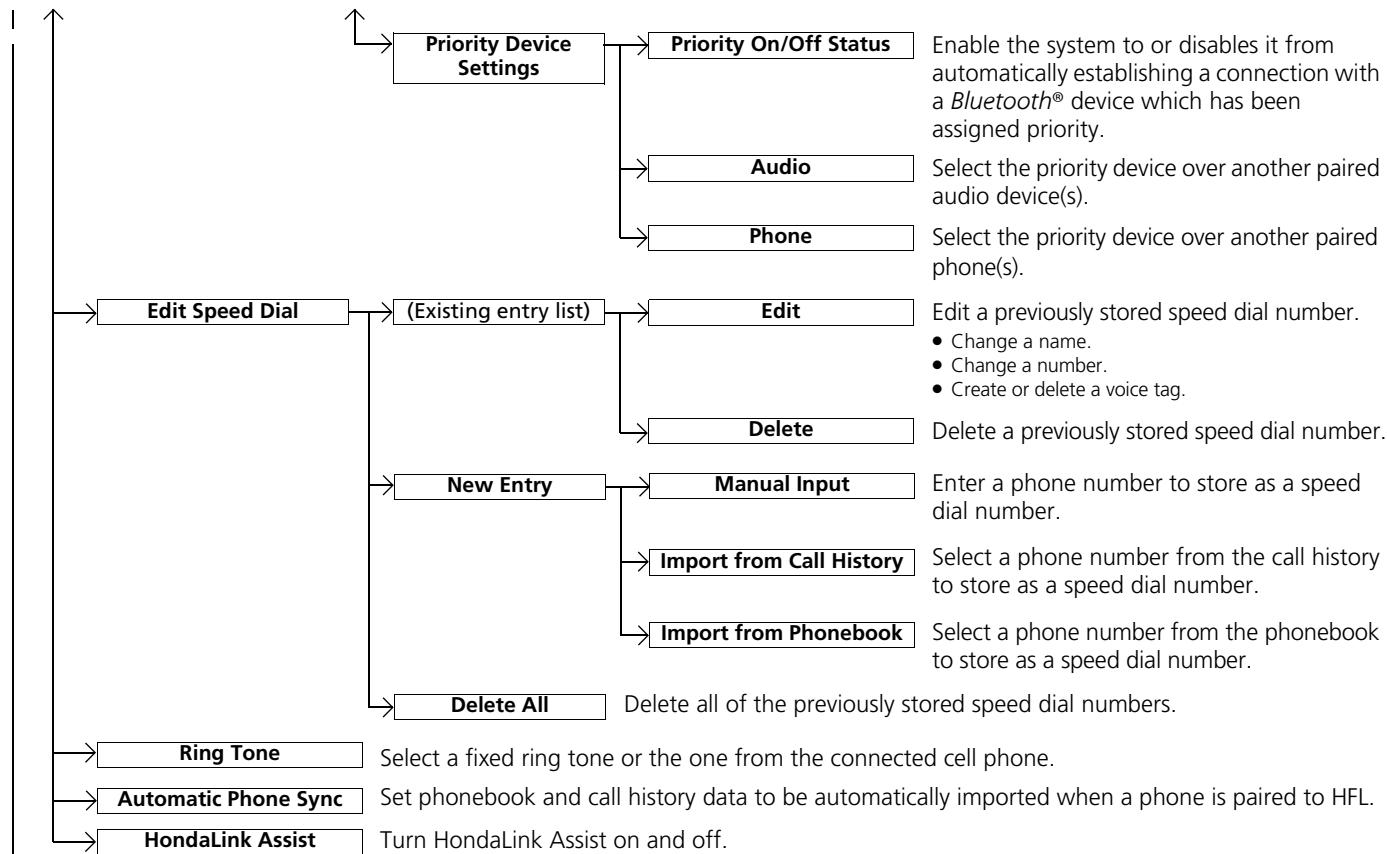 Priority Device
Settings
Priority On/Off Status
Enable the system to or disables it from
automatically establishing a connection with
a Bluetooth® device which has been
assigned priority.
Audio
Select the priority device over another paired
audio device(s).
Phone
Select the priority device over another paired
phone(s).
Edit Speed Dial
(Existing entry list)
Edit
Edit a previously stored speed dial number.
● Change a name.
● Change a number.
● Create or delete a voice tag.
Delete
Delete a previously stored speed dial number.
New Entry
Manual Input
Enter a phone number to store as a speed
dial number.
Import from Call History
Select a phone number from the call history
to store as a speed dial number.
Import from Phonebook
Select a phone number from the phonebook
to store as a speed dial number.
Delete All
Delete all of the previously stored speed dial numbers.
Ring Tone
Select a fixed ring tone or the one from the connected cell phone.
Automatic Phone Sync
Set phonebook and call history data to be automatically imported when a phone is paired to HFL.
HondaLink Assist
Turn HondaLink Assist on and off.